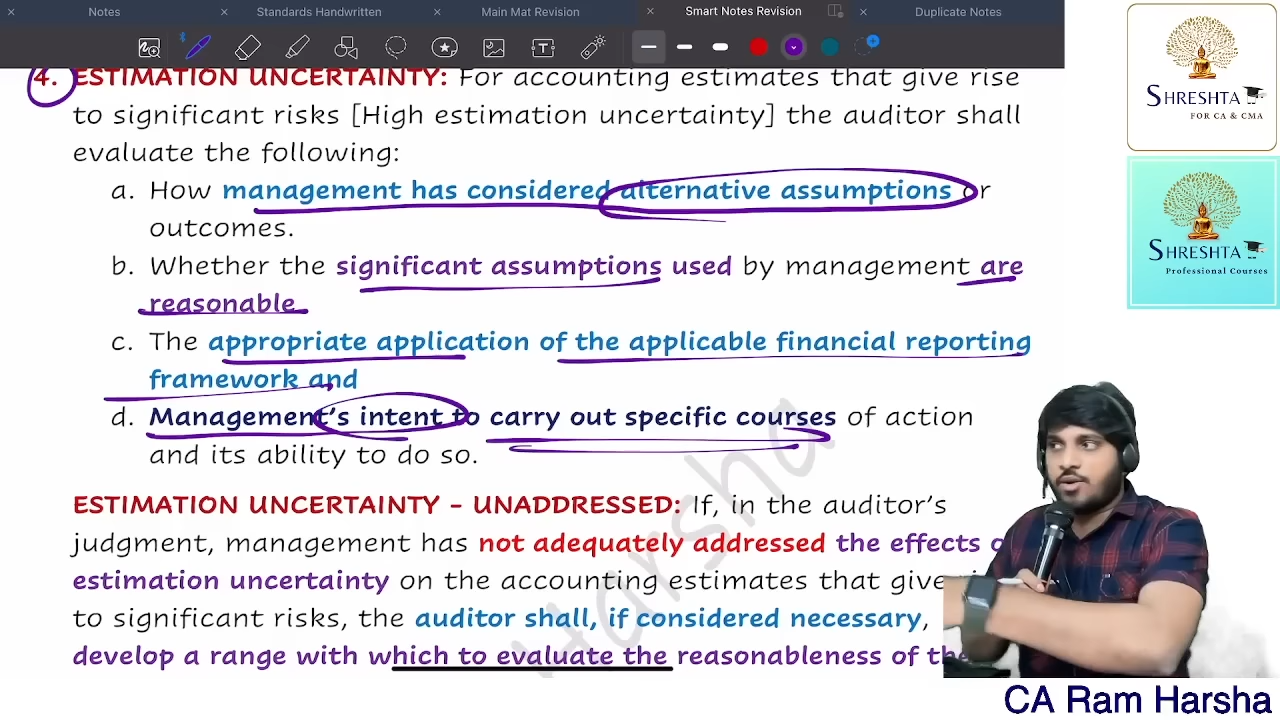 Notes
Standards Handwritten
Main Mat Revision
Smart Notes Revision
Duplicate Notes
4. ESTIMATION UNCERTAINTY: For accounting estimates that give rise
to significant risks [High estimation uncertainty] the auditor shall
evaluate the following:
a. How management has considered alternative assumptions or
outcomes.
b. Whether the significant assumptions used by management are
reasonable
c. The appropriate application of the applicable financial reporting
framework and
d. Management's intent to carry out specific courses of action
and its ability to do so.
ESTIMATION UNCERTAINTY - UNADDRESSED: If, in the auditor's
judgment, management has not adequately addressed the effects
estimation uncertainty on the accounting estimates that give
to significant risks, the auditor shall, if considered necessary,
develop a range with which to evaluate the reasonableness of
Harsha
SHRESHTA
FOR CA & CMA
SHRESHTA
Professional Courses
CA Ram Harsha